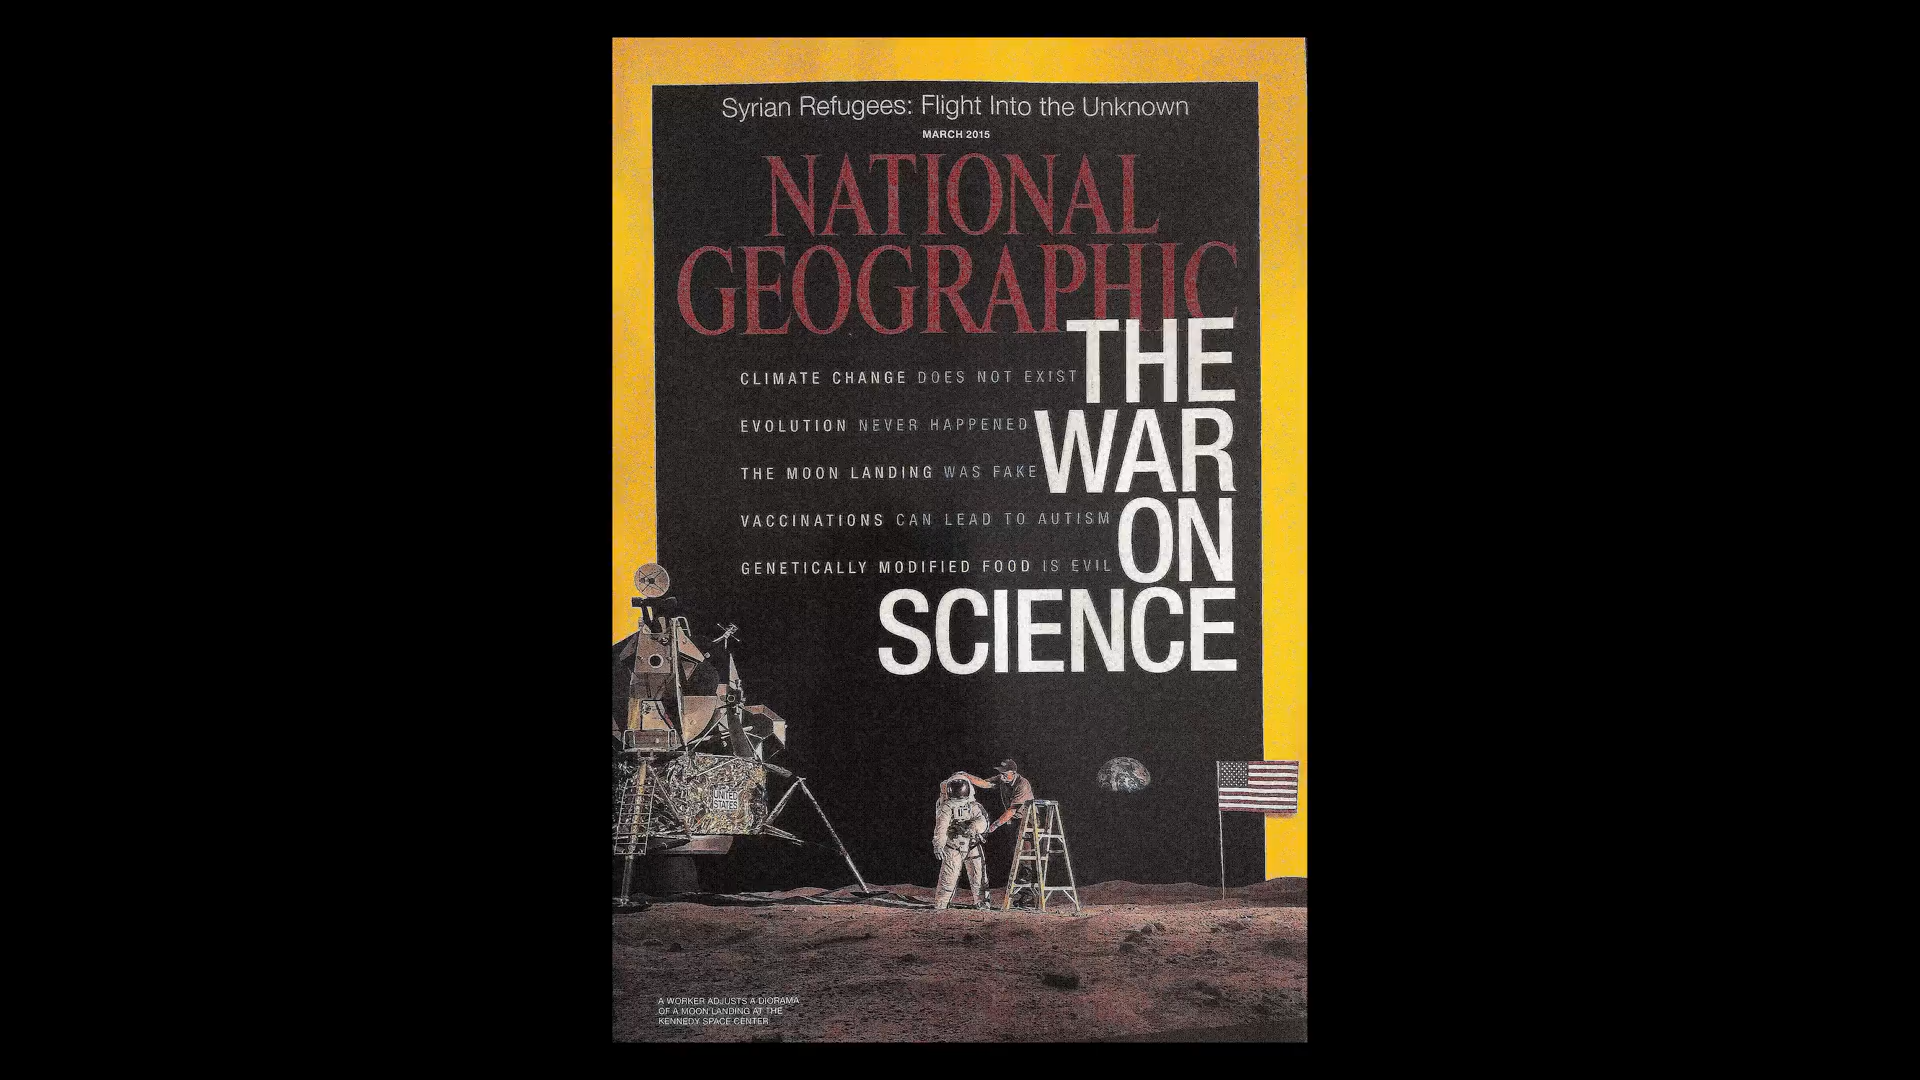 Syrian Refugees: Flight Into the Unknown
MARCH 2015
NATIONAL
GEOGRAPHIC
THE
WAR
ON
SCIENCE
CLIMATE CHANGE DOES NOT EXIST
EVOLUTION NEVER HAPPENED
THE MOON LANDING WAS FAKE
VACCINATIONS CAN LEAD TO AUTISM
GENETICALLY MODIFIED FOOD IS EVIL
UNITED
STATES
A WORKER ADJUSTS A DIORAMA
OF A MOON LANDING AT THE
KENNEDY SPACE CENTER